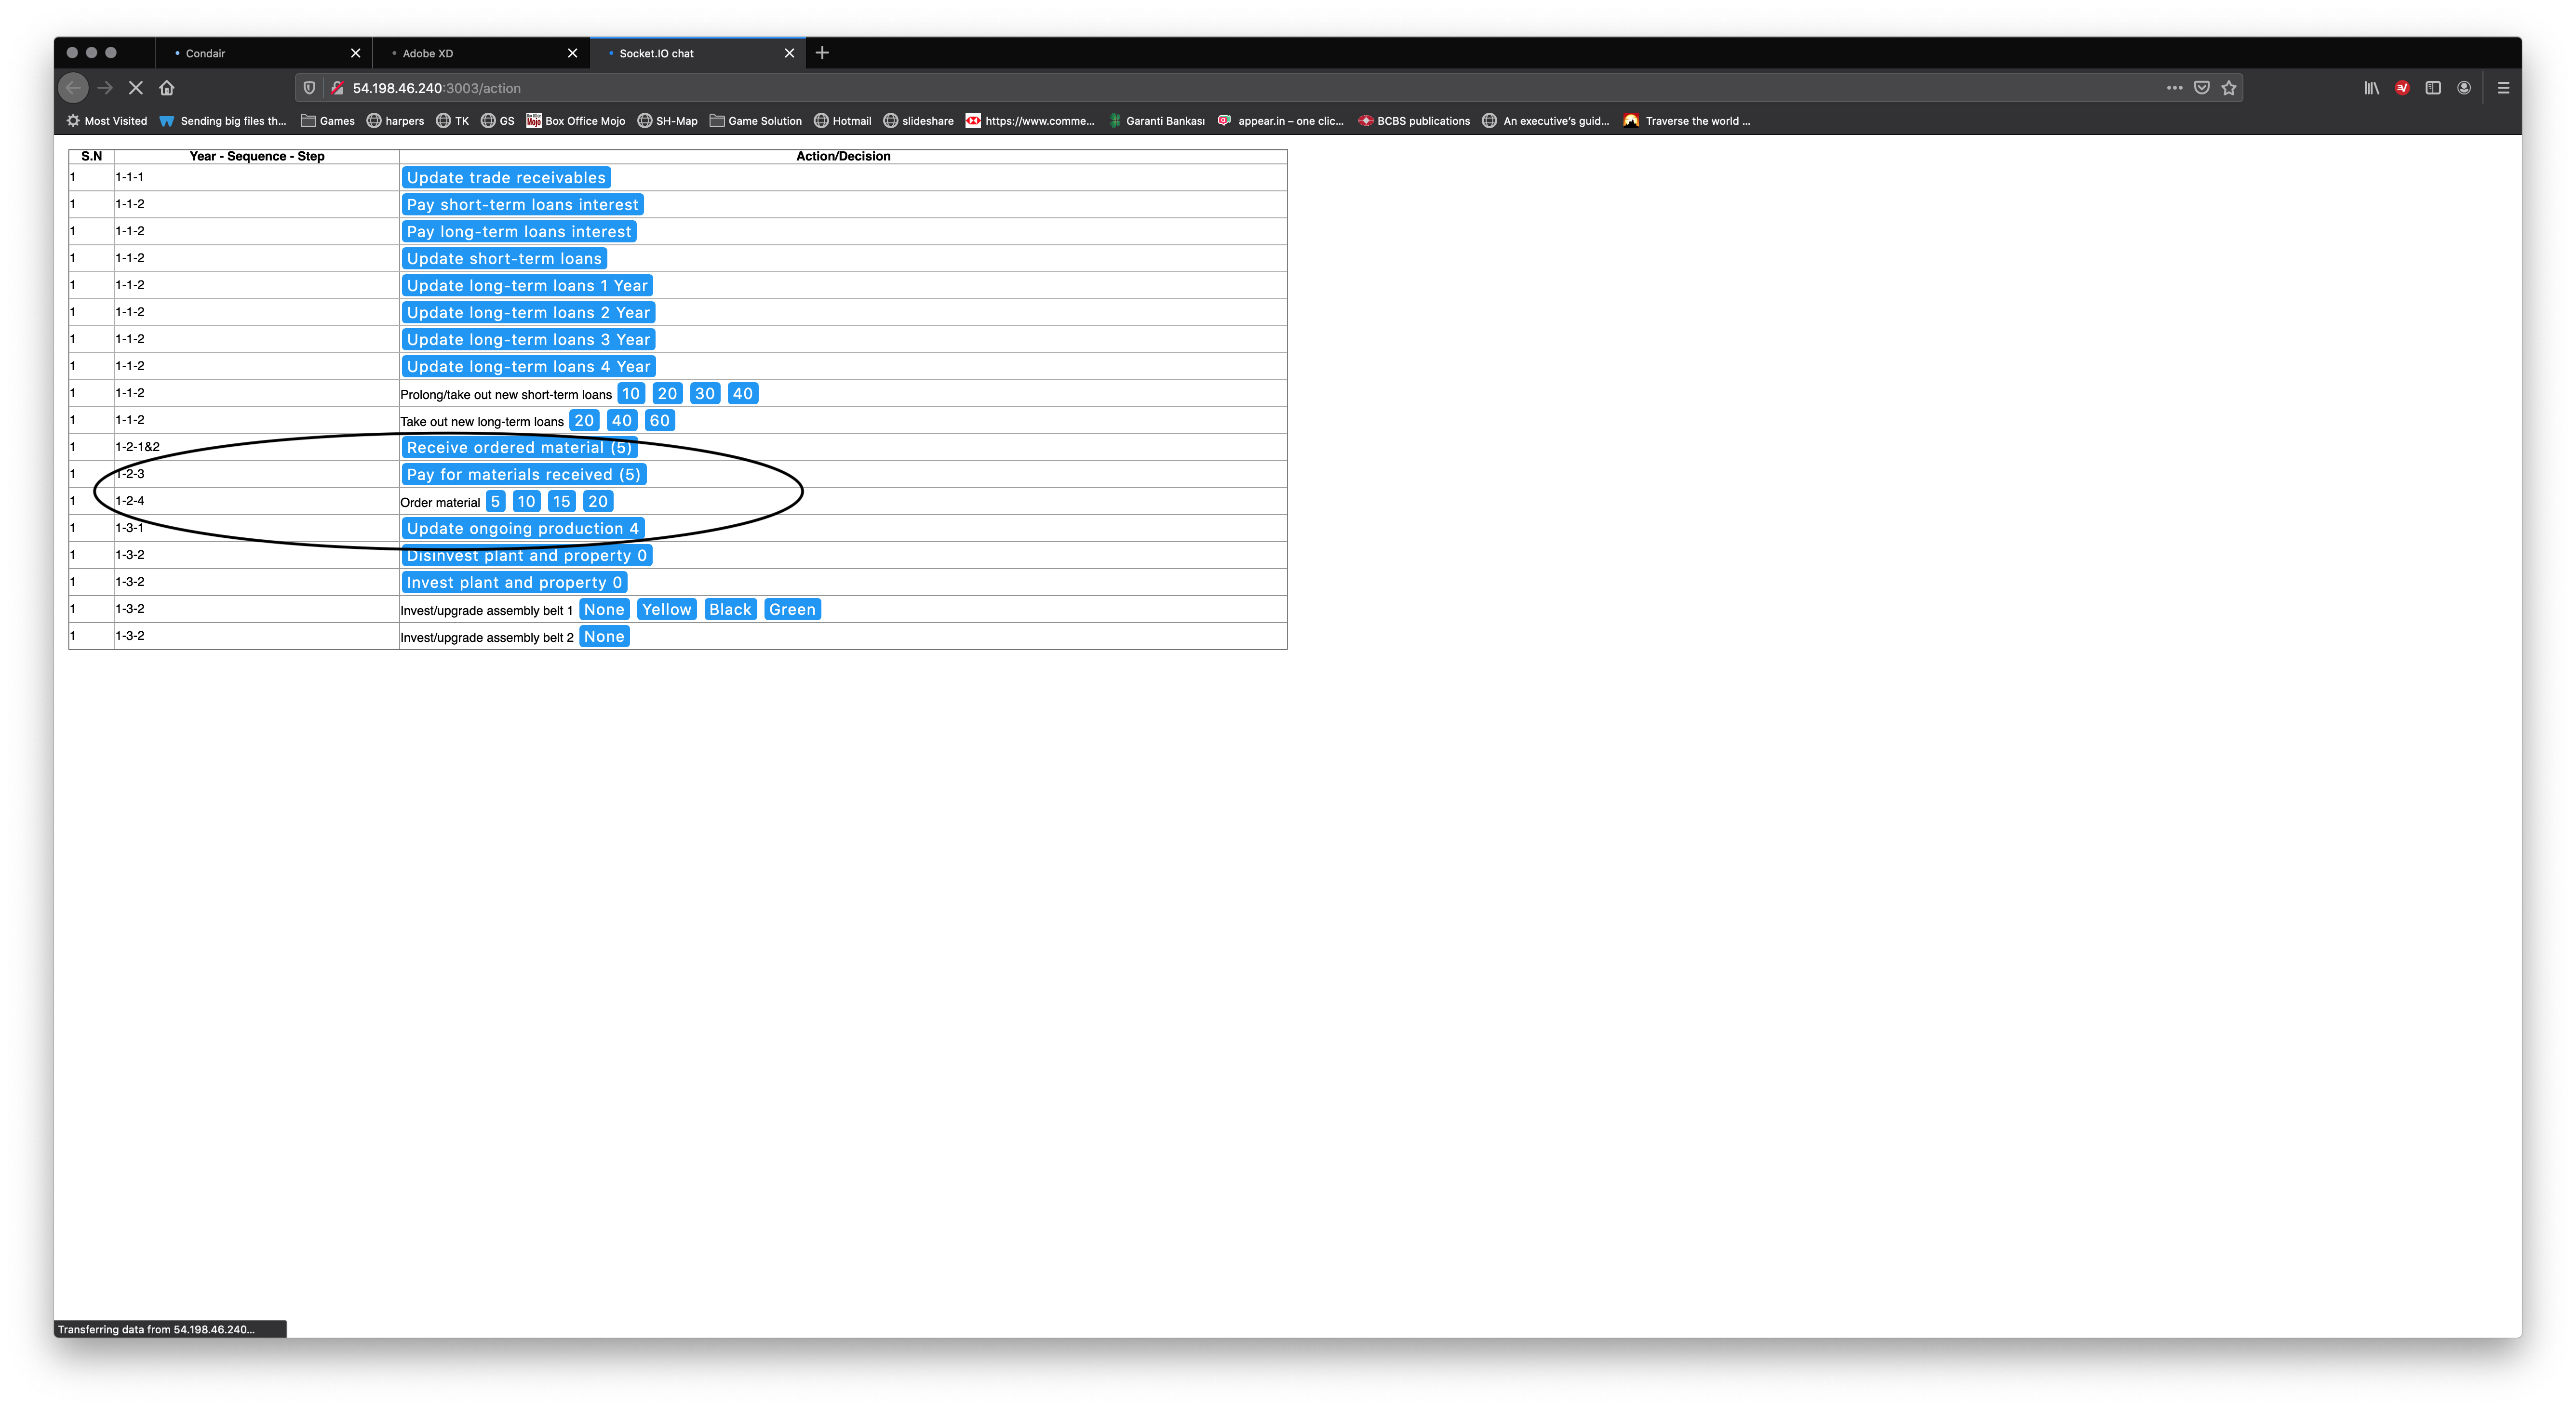 Condair
Adobe XD
Socket.IO chat
54.198.46.240:3003/action
Most Visited Sending big files th... Games harpers TK GS Box Office Mojo SH-Map Game Solution Hotmail slideshare https://www.comme... Garanti Bankası appear.in – one clic... BCBS publications An executive's guid... Traverse the world ...
S.N Year - Sequence - Step Action/Decision
1 1-1-1 Update trade receivables
1 1-1-2 Pay short-term loans interest
1 1-1-2 Pay long-term loans interest
1 1-1-2 Update short-term loans
1 1-1-2 Update long-term loans 1 Year
1 1-1-2 Update long-term loans 2 Year
1 1-1-2 Update long-term loans 3 Year
1 1-1-2 Update long-term loans 4 Year
1 1-1-2 Prolong/take out new short-term loans 10 20 30 40
1 1-1-2 Take out new long-term loans 20 40 60
1 1-2-1&2 Receive ordered material (5)
1 1-2-3 Pay for materials received (5)
1 1-2-4 Order material 5 10 15 20
1 1-3-1 Update ongoing production 4
1 1-3-2 Disinvest plant and property 0
1 1-3-2 Invest plant and property 0
1 1-3-2 Invest/upgrade assembly belt 1 None Yellow Black Green
1 1-3-2 Invest/upgrade assembly belt 2 None
Transferring data from 54.198.46.240...